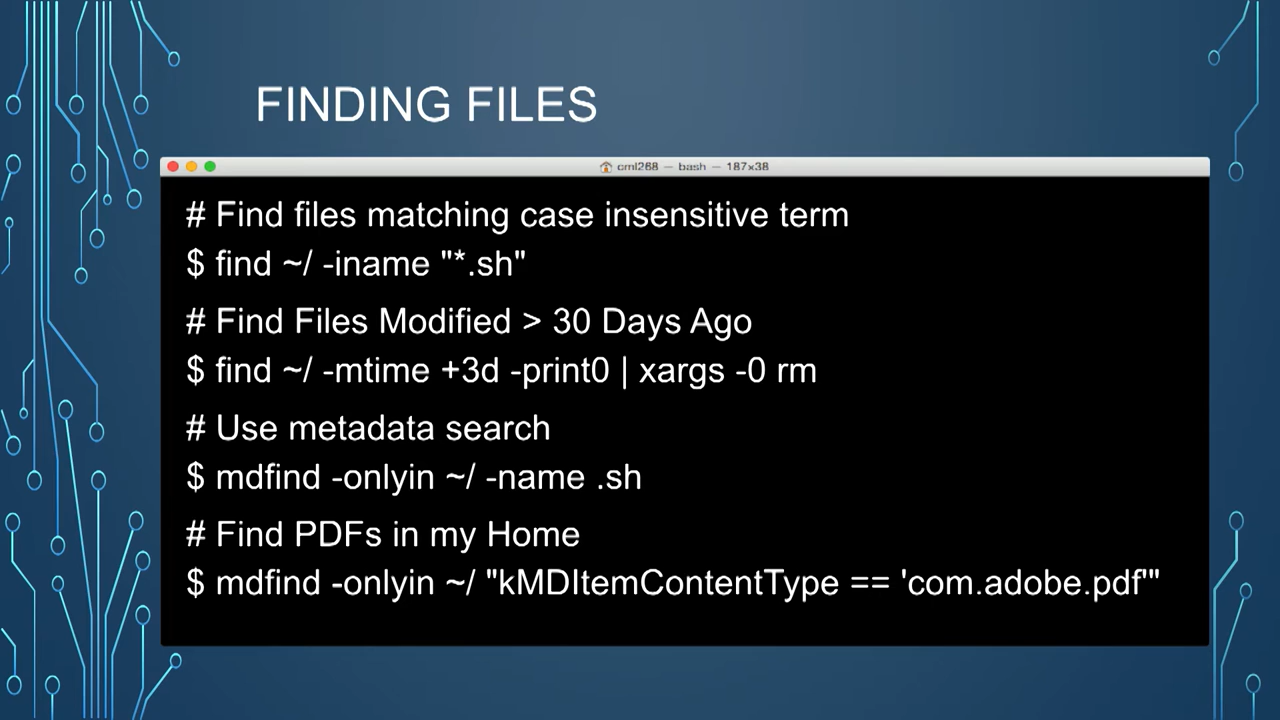 FINDING FILES
cml268 — bash — 187×38
# Find files matching case insensitive term
$ find ~/ -iname "*.sh"
# Find Files Modified > 30 Days Ago
$ find ~/ -mtime +3d -print0 | xargs -0 rm
# Use metadata search
$ mdfind -onlyin ~/ -name .sh
# Find PDFs in my Home
$ mdfind -onlyin ~/ "kMDItemContentType == 'com.adobe.pdf'"